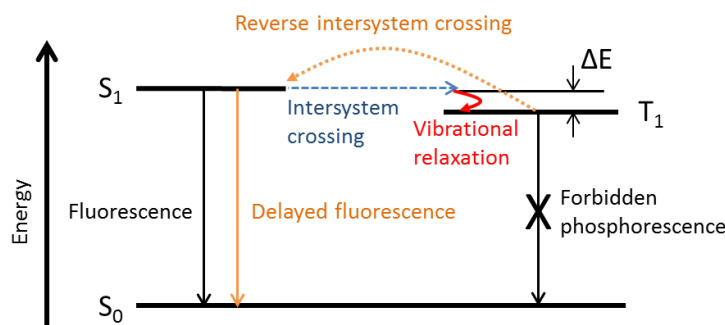 Reverse intersystem crossing
ΔE
S1
Intersystem
crossing
Vibrational
relaxation
T1
Energy
Fluorescence
Delayed fluorescence
Forbidden
phosphorescence
X
S0